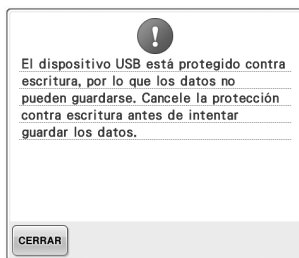 El dispositivo USB está protegido contra
escritura, por lo que los datos no
pueden guardarse. Cancele la protección
contra escritura antes de intentar
guardar los datos.
CERRAR